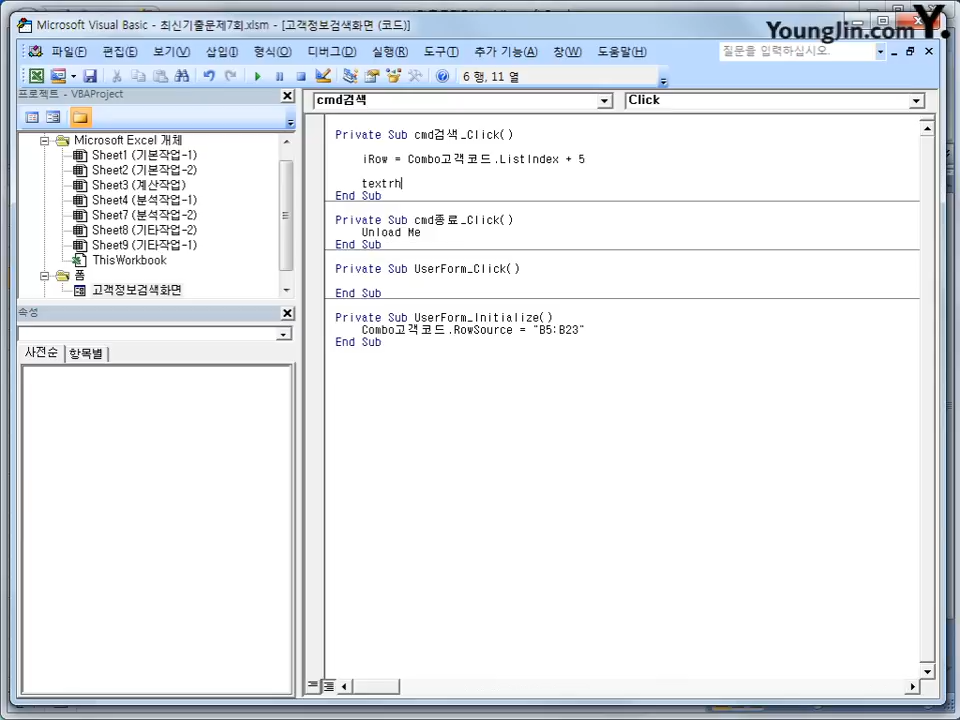 Microsoft Visual Basic - 최신기출문제7회.xlsm - [고객정보검색화면 (코드)]
Younglin.com Y.
파일(F) 편집(E) 보기(V) 삽입(I) 형식(O) 디버그(D) 실행(R) 도구(T) 추가 기능(A) 창(W) 도움말(H) 질문을 입력하십시오.
6 행, 11 열
프로젝트 - VBAProject
cmd검색 Click
Microsoft Excel 개체
Sheet1 (기본작업-1)
Sheet2 (기본작업-2)
Sheet3 (계산작업)
Sheet4 (분석작업-1)
Sheet7 (분석작업-2)
Sheet8 (기타작업-2)
Sheet9 (기타작업-1)
ThisWorkbook
폼
고객정보검색화면
속성
사전순 항목별
Private Sub cmd검색_Click()
iRow = Combo고객코드.ListIndex + 5
textrh
End Sub
Private Sub cmd종료_Click()
Unload Me
End Sub
Private Sub UserForm_Click()
End Sub
Private Sub UserForm_Initialize()
Combo고객코드.RowSource = "B5:B23"
End Sub